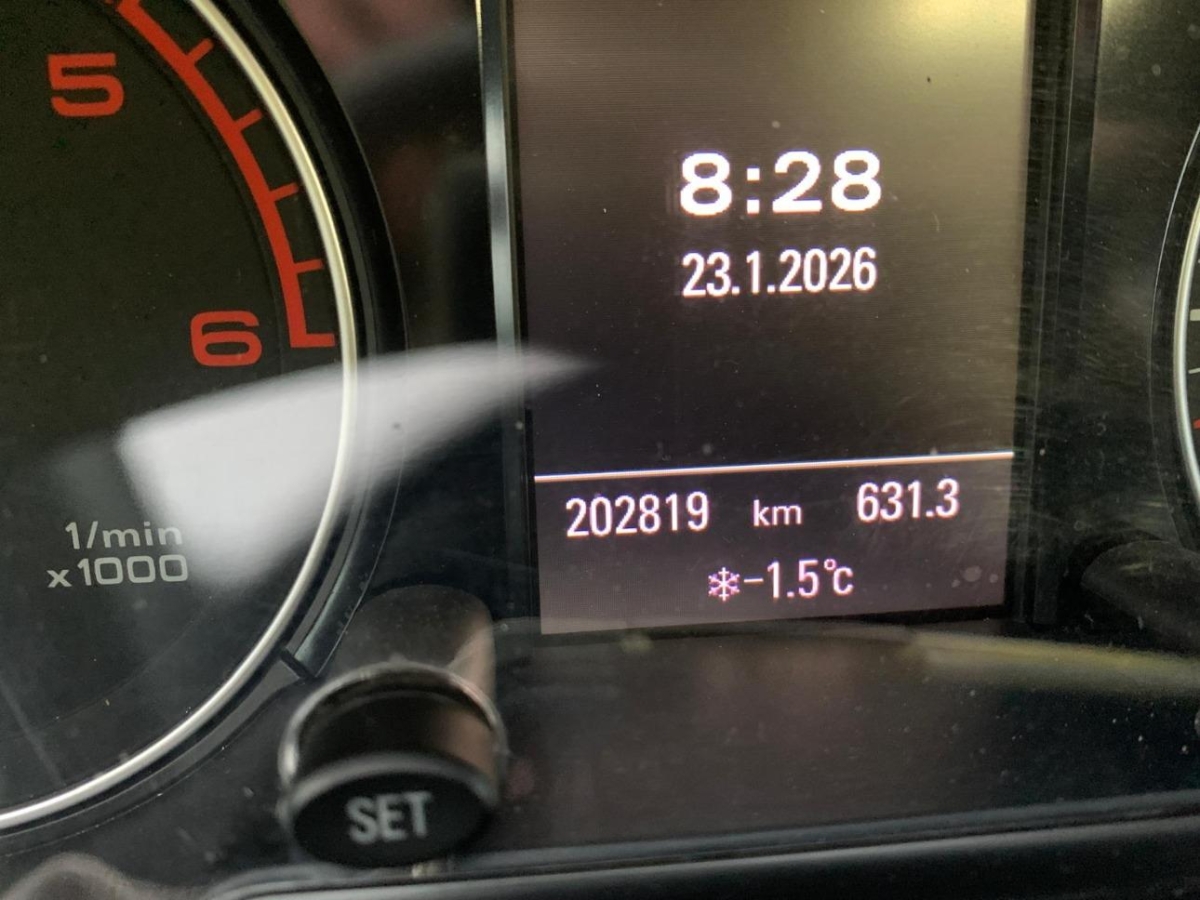 5
6
1/min
x1000
8:28
23.1.2026
202819 km 631.3
❄-1.5°C
SET